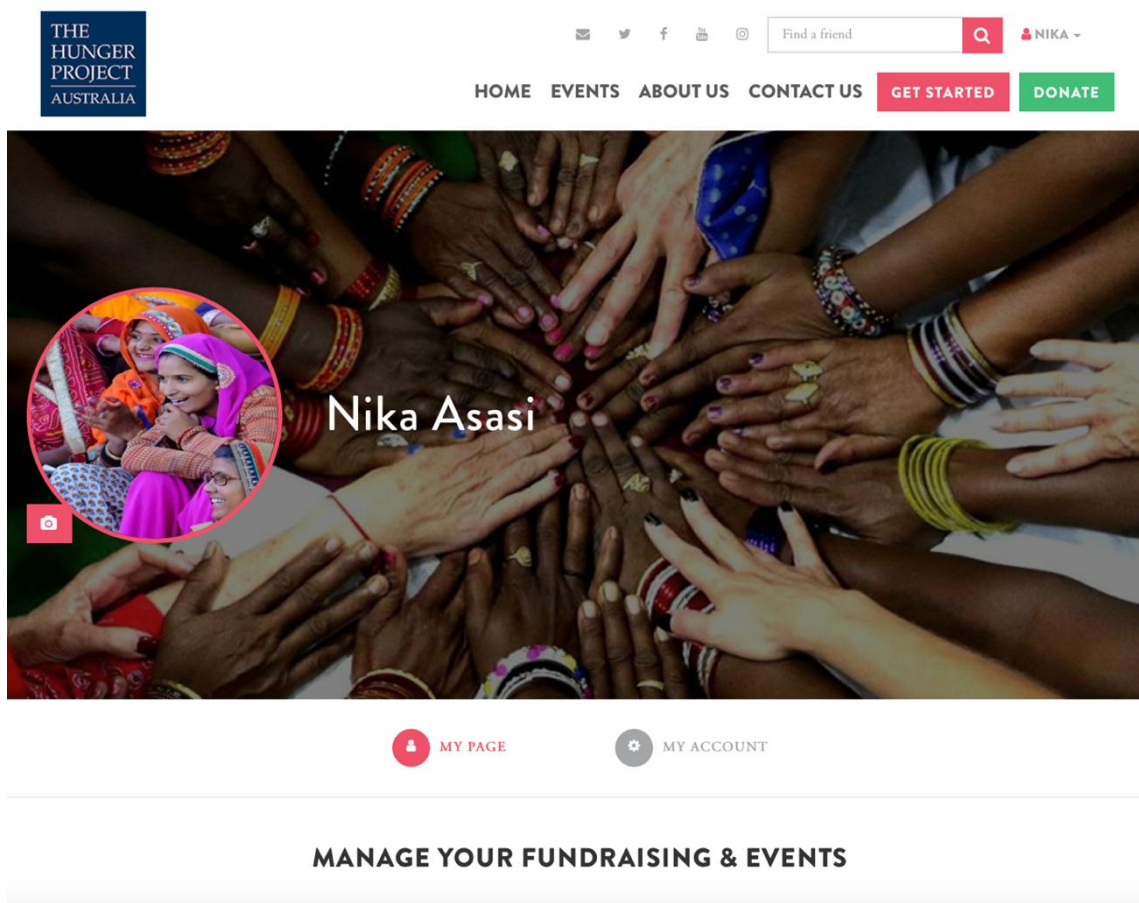 THE
HUNGER
PROJECT
AUSTRALIA
Find a friend
NIKA
HOME EVENTS ABOUT US CONTACT US GET STARTED DONATE
Nika Asasi
MY PAGE MY ACCOUNT
MANAGE YOUR FUNDRAISING & EVENTS